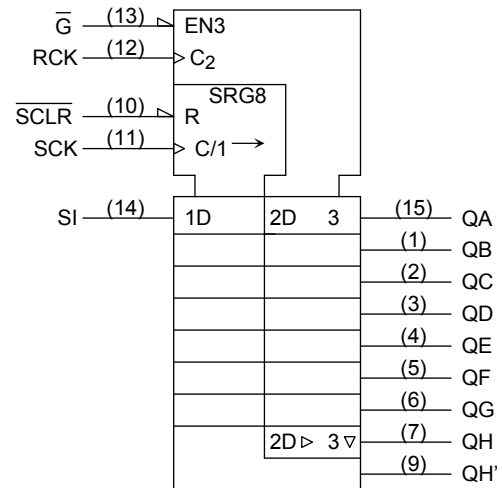 G (13) EN3
RCK (12) C2
SRG8
SCLR (10) R
SCK (11) C/1
SI (14) 1D 2D 3 (15) QA
(1) QB
(2) QC
(3) QD
(4) QE
(5) QF
(6) QG
2D 3 (7) QH
(9) QH'